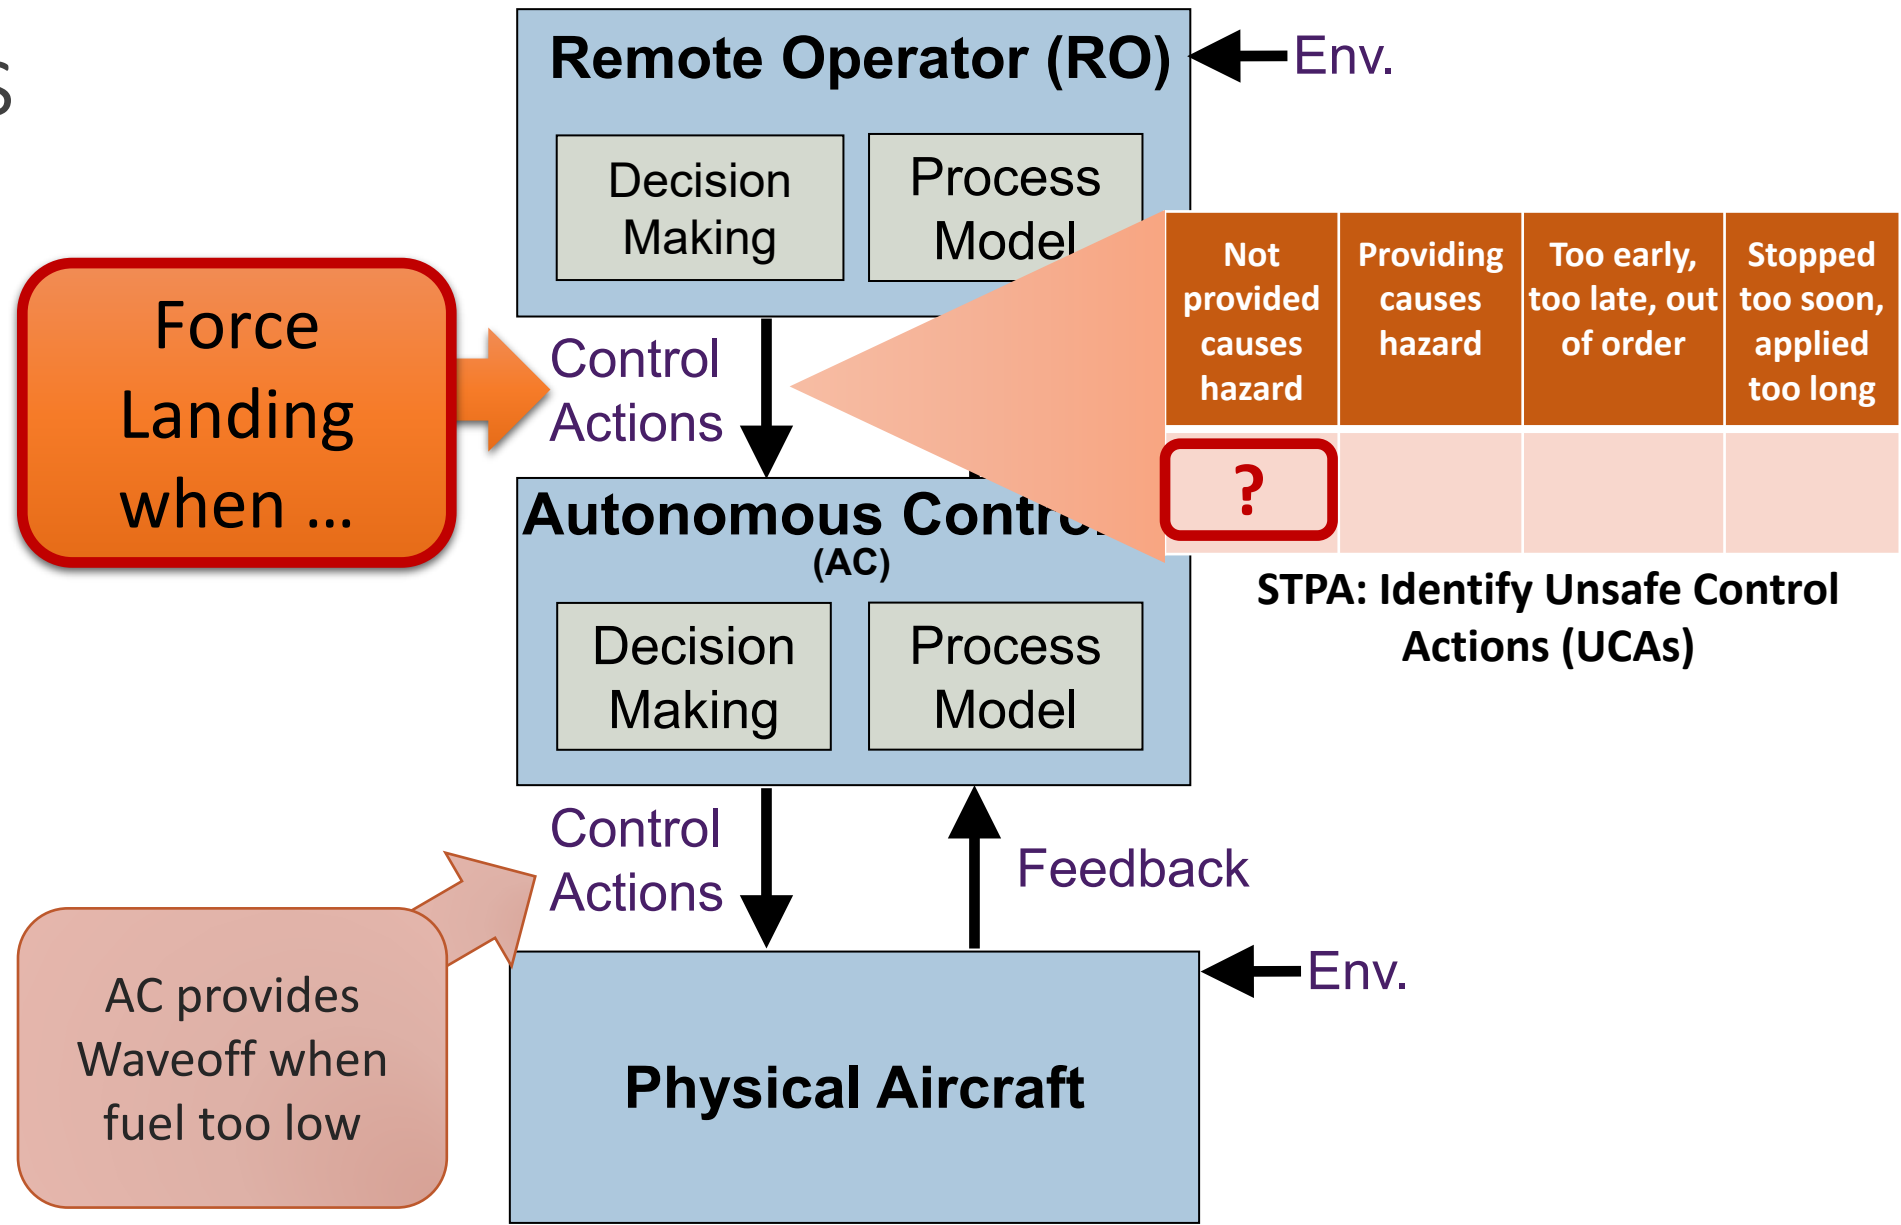 s
Remote Operator (RO)
Env.
Decision
Making
Process
Model
Force
Landing
when ...
Control
Actions
Not
provided
causes
hazard
Providing
causes
hazard
Too early,
too late, out
of order
Stopped
too soon,
applied
too long
?
STPA: Identify Unsafe Control
Actions (UCAs)
Autonomous Contro
(AC)
Decision
Making
Process
Model
Control
Actions
Feedback
AC provides
Waveoff when
fuel too low
Env.
Physical Aircraft